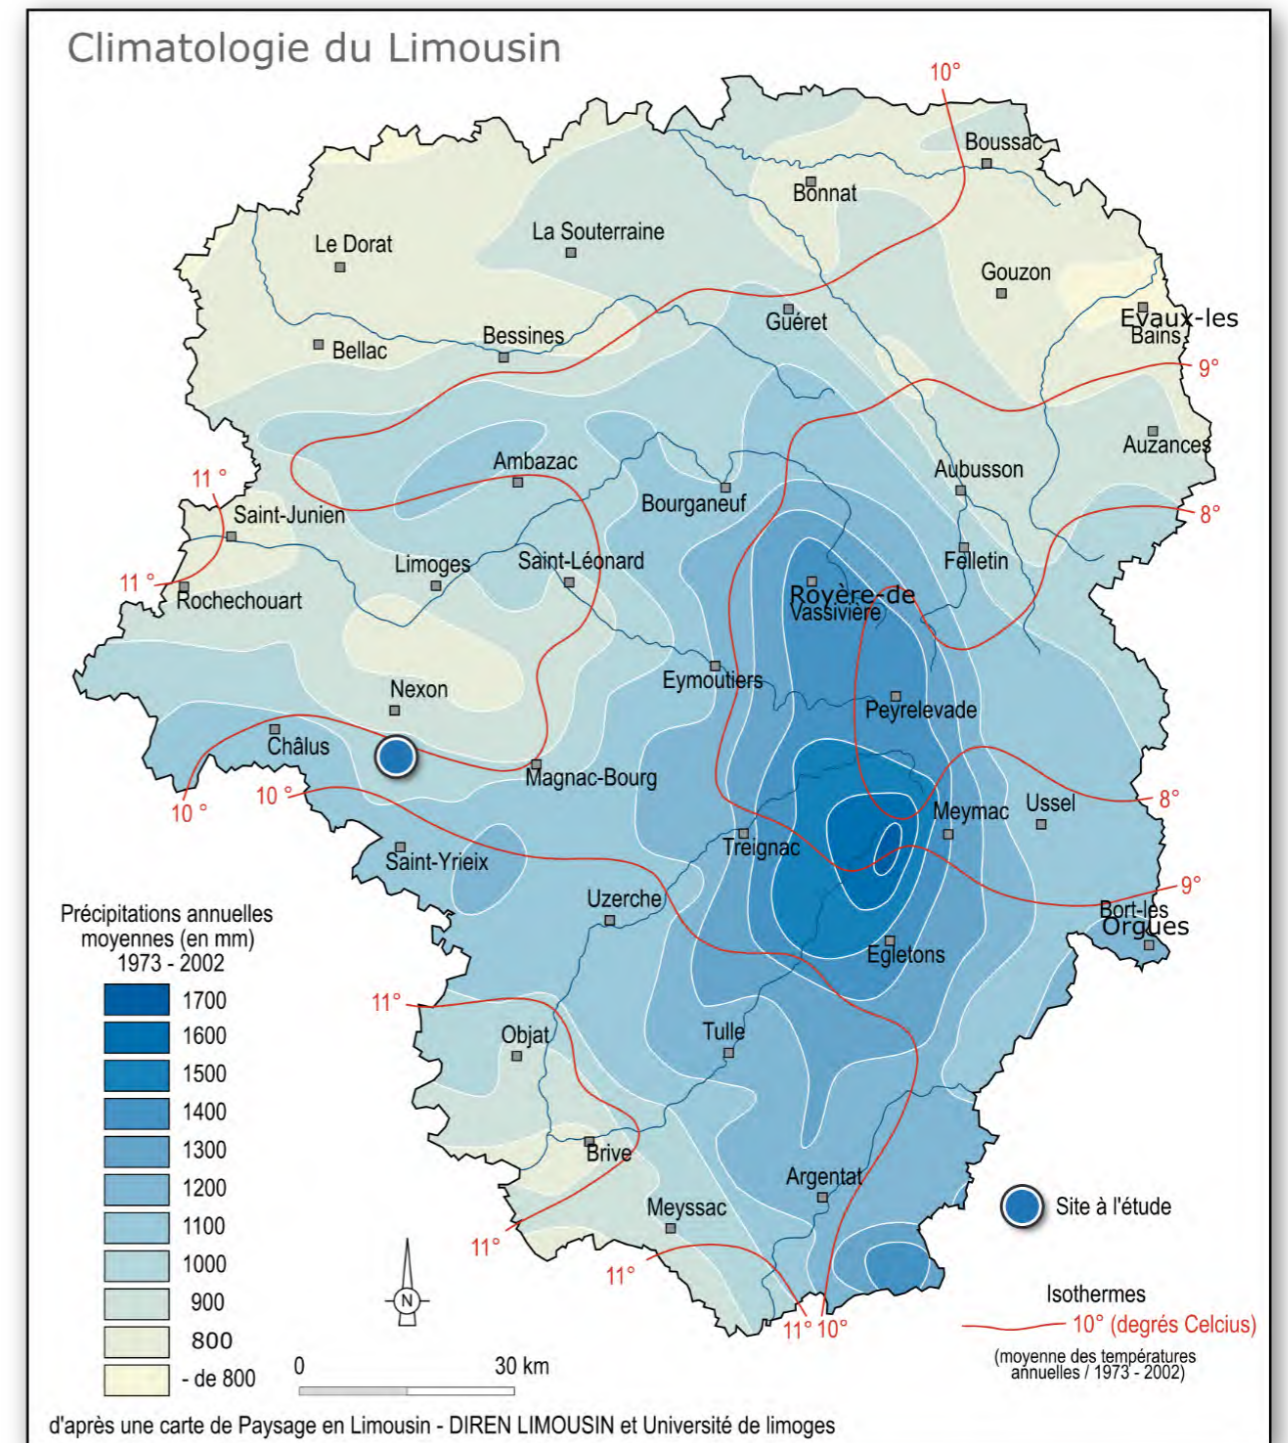 Climatologie du Limousin
10°
Boussac
Bonnat
La Souterraine
Le Dorat
Gouzon
Guéret
Evaux-les
Bains
Bessines
Bellac
9°
Auzances
Ambazac
Aubusson
11 °
Bourganeuf
8°
Saint-Junien
Limoges
Saint-Léonard
Felletin
11 °
Rochechouart
Royère-de
Vassivière
Eymoutiers
Nexon
Peyrelevade
Châlus
Magnac-Bourg
10 °
10 °
8°
Meymac
Ussel
Treignac
Saint-Yrieix
9°
Uzerche
Bort-les
Orgues
Egletons
Précipitations annuelles
moyennes (en mm)
1973 - 2002
1700
1600
1500
1400
1300
1200
1100
1000
900
800
- de 800
11°
Objat
Tulle
Brive
Argentat
Meyssac
11°
11°
11°
10°
Site à l'étude
Isothermes
10° (degrés Celcius)
(moyenne des températures
annuelles / 1973 - 2002)
N
0
30 km
d'après une carte de Paysage en Limousin - DIREN LIMOUSIN et Université de limoges